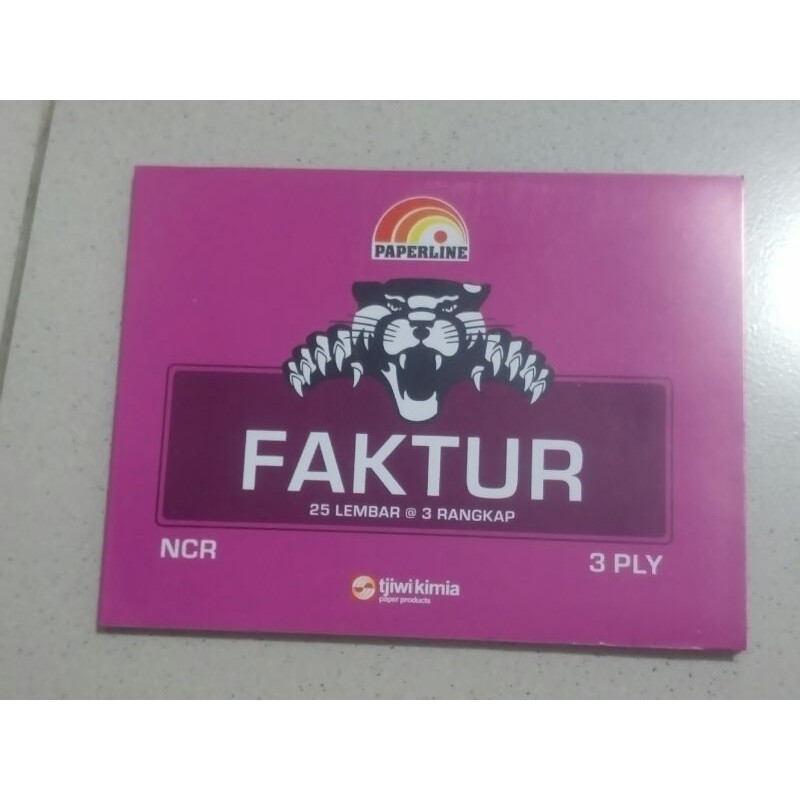 PAPERLINE
FAKTUR
25 LEMBAR @ 3 RANGKAP
NCR
3 PLY
tjiwi kimia
paper products